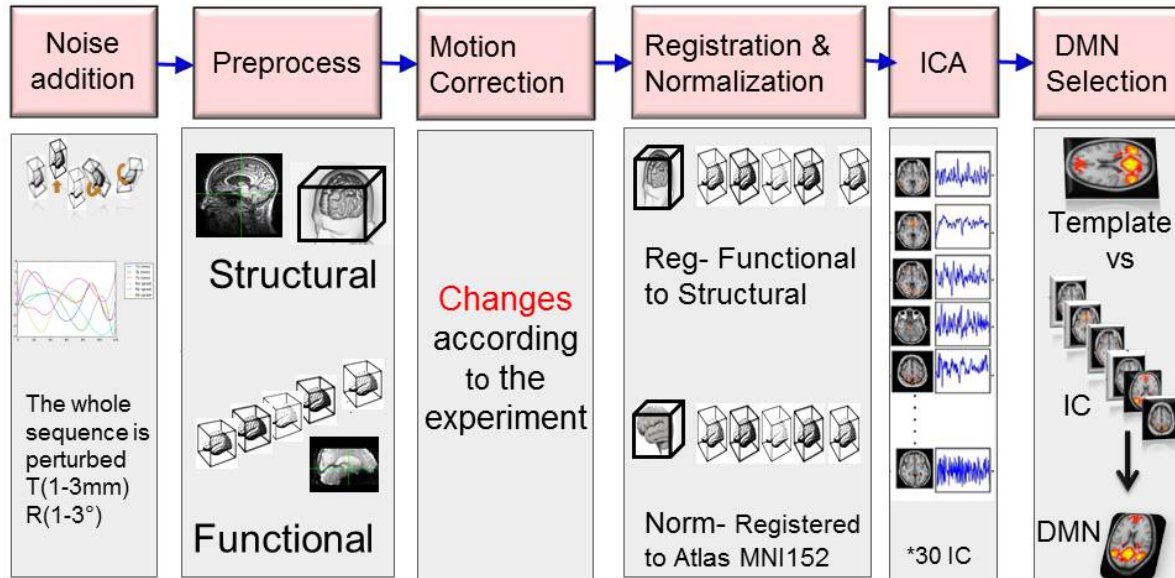 Noise
addition
Preprocess
Motion
Correction
Registration &
Normalization
ICA
DMN
Selection
The whole
sequence is
perturbed
T(1-3mm)
R(1-3°)
Structural
Functional
Changes
according
to the
experiment
Reg- Functional
to Structural
Norm- Registered
to Atlas MNI152
*30 IC
Template
vs
IC
DMN